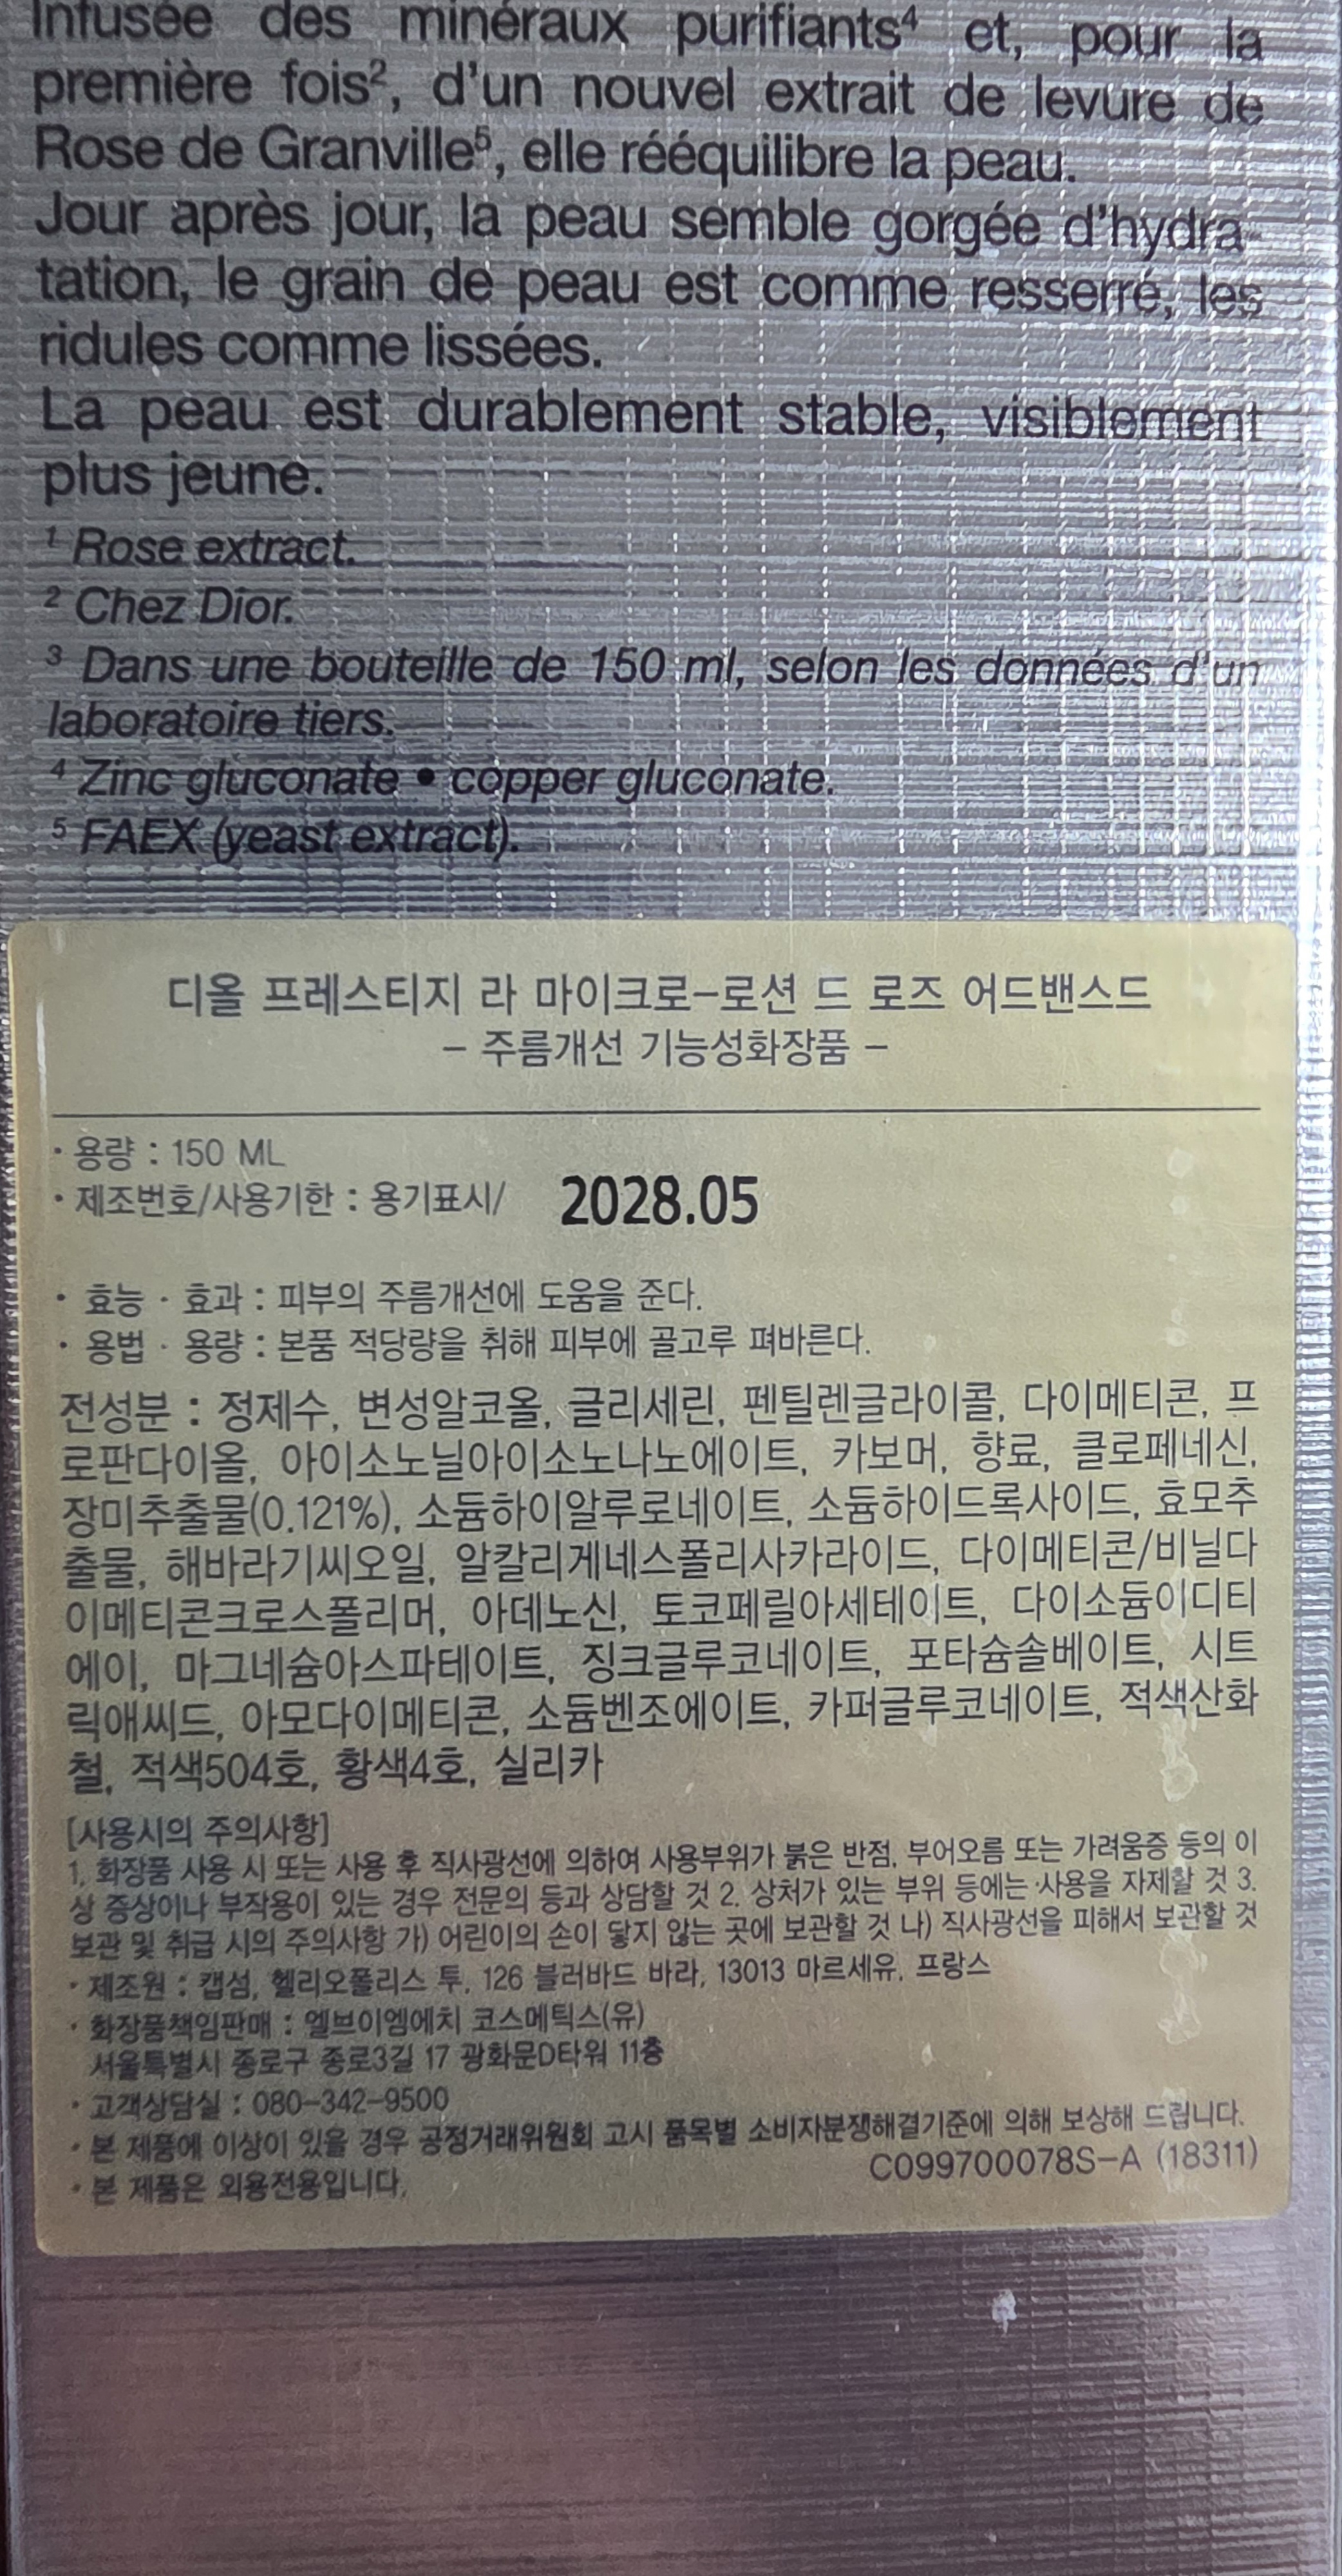 Infusée des minéraux purifiants⁴ et, pour la
première fois², d'un nouvel extrait de levure de
Rose de Granville⁵, elle rééquilibre la peau.
Jour après jour, la peau semble gorgée d'hydra-
tation, le grain de peau est comme resserré, les
ridules comme lissées.
La peau est durablement stable, visiblement
plus jeune.
¹ Rose extract.
² Chez Dior.
³ Dans une bouteille de 150 ml, selon les données d'un
laboratoire tiers.
⁴ Zinc gluconate • copper gluconate.
⁵ FAEX (yeast extract).
디올 프레스티지 라 마이크로-로션 드 로즈 어드밴스드
- 주름개선 기능성화장품 -
· 용량 : 150 ML
· 제조번호/사용기한 : 용기표시/ 2028.05
· 효능 · 효과 : 피부의 주름개선에 도움을 준다.
· 용법 · 용량 : 본품 적당량을 취해 피부에 골고루 펴바른다.
전성분 : 정제수, 변성알코올, 글리세린, 펜틸렌글라이콜, 다이메티콘, 프
로판다이올, 아이소노닐아이소노나노에이트, 카보머, 향료, 클로페네신,
장미추출물(0.121%), 소듐하이알루로네이트, 소듐하이드록사이드, 효모추
출물, 해바라기씨오일, 알칼리게네스폴리사카라이드, 다이메티콘/비닐다
이메티콘크로스폴리머, 아데노신, 토코페릴아세테이트, 다이소듐이디티
에이, 마그네슘아스파테이트, 징크글루코네이트, 포타슘솔베이트, 시트
릭애씨드, 아모다이메티콘, 소듐벤조에이트, 카퍼글루코네이트, 적색산화
철, 적색504호, 황색4호, 실리카
[사용시의 주의사항]
1. 화장품 사용 시 또는 사용 후 직사광선에 의하여 사용부위가 붉은 반점, 부어오름 또는 가려움증 등의 이
상 증상이나 부작용이 있는 경우 전문의 등과 상담할 것 2. 상처가 있는 부위 등에는 사용을 자제할 것 3.
보관 및 취급 시의 주의사항 가) 어린이의 손이 닿지 않는 곳에 보관할 것 나) 직사광선을 피해서 보관할 것
· 제조원 : 캡섬, 헬리오폴리스 투, 126 블러바드 바라, 13013 마르세유, 프랑스
· 화장품책임판매 : 엘브이엠에치 코스메틱스(유)
서울특별시 종로구 종로3길 17 광화문D타워 11층
· 고객상담실 : 080-342-9500
· 본 제품에 이상이 있을 경우 공정거래위원회 고시 품목별 소비자분쟁해결기준에 의해 보상해 드립니다.
· 본 제품은 외용전용입니다.
C099700078S-A (18311)